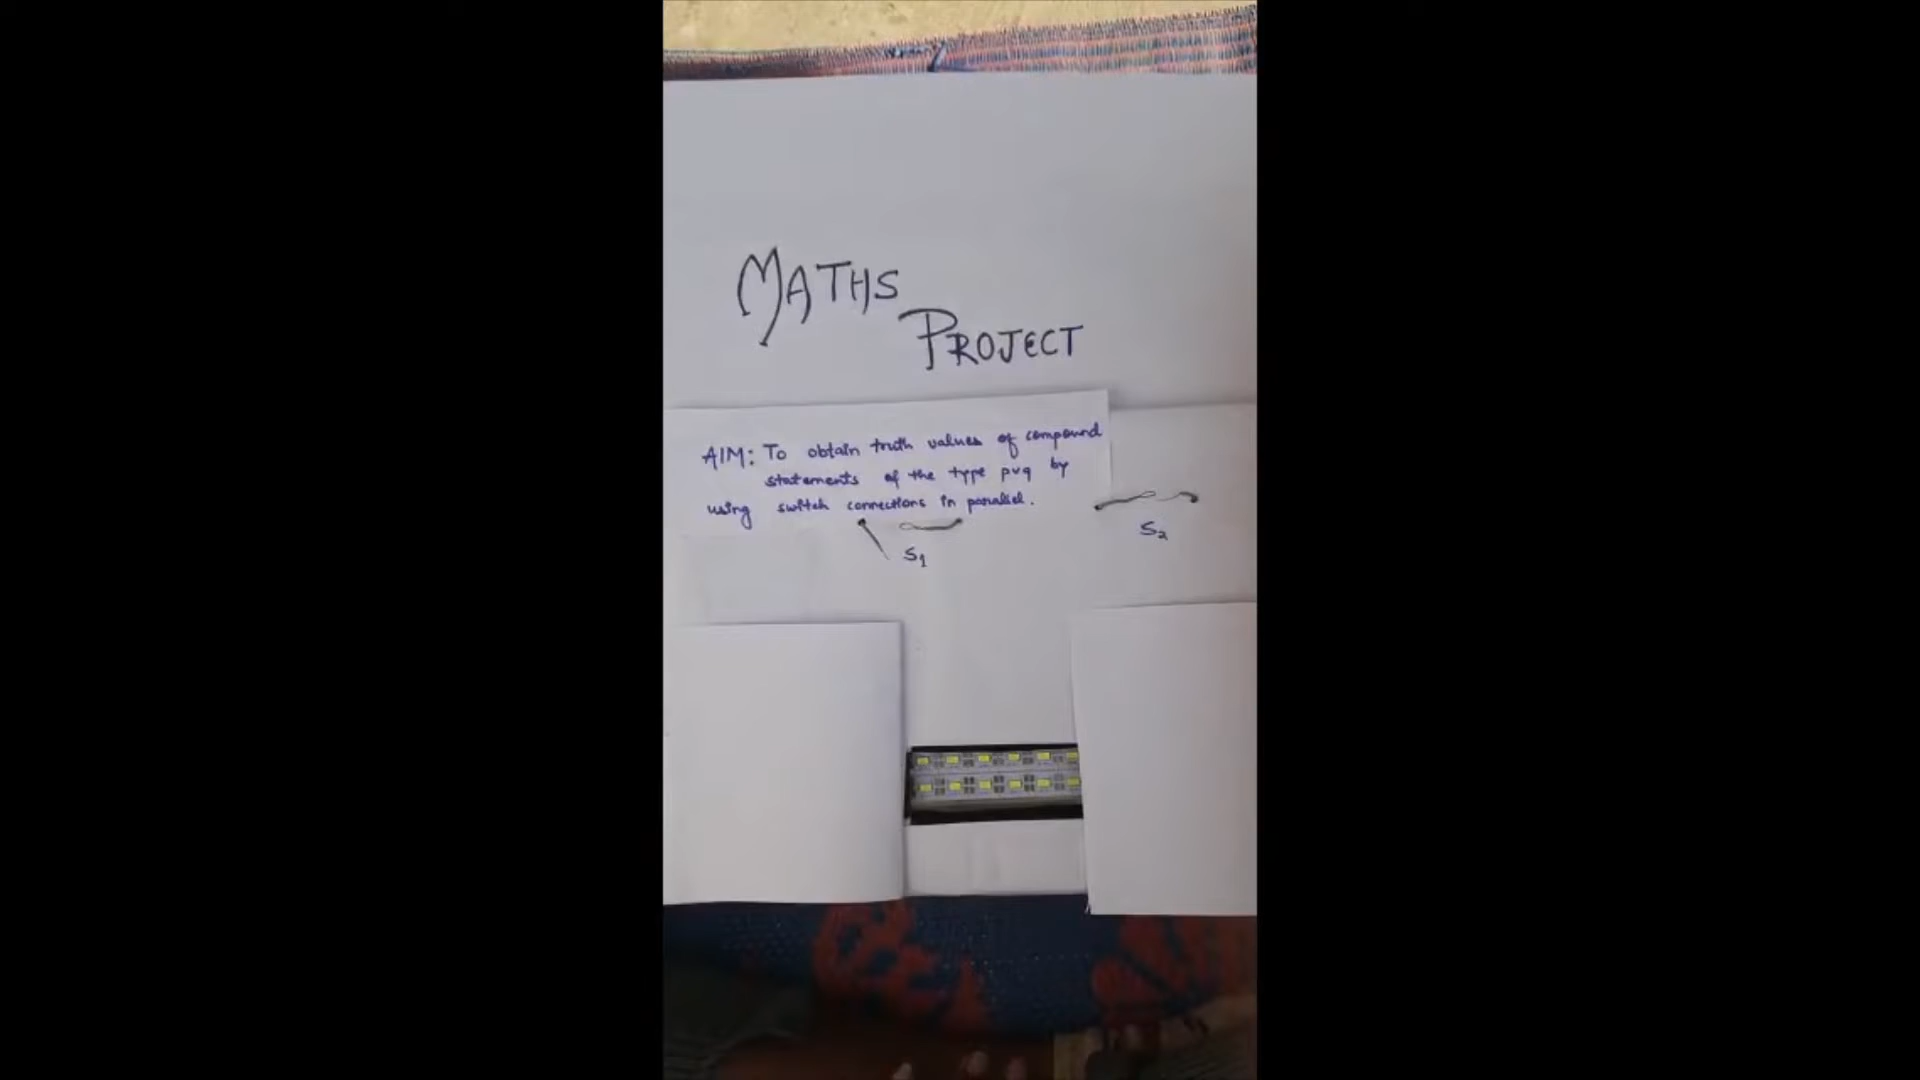 MATHS
PROJECT
AIM: To obtain truth values of compound
statements of the type pvq by
using switch connections in parallel.
S1
S2